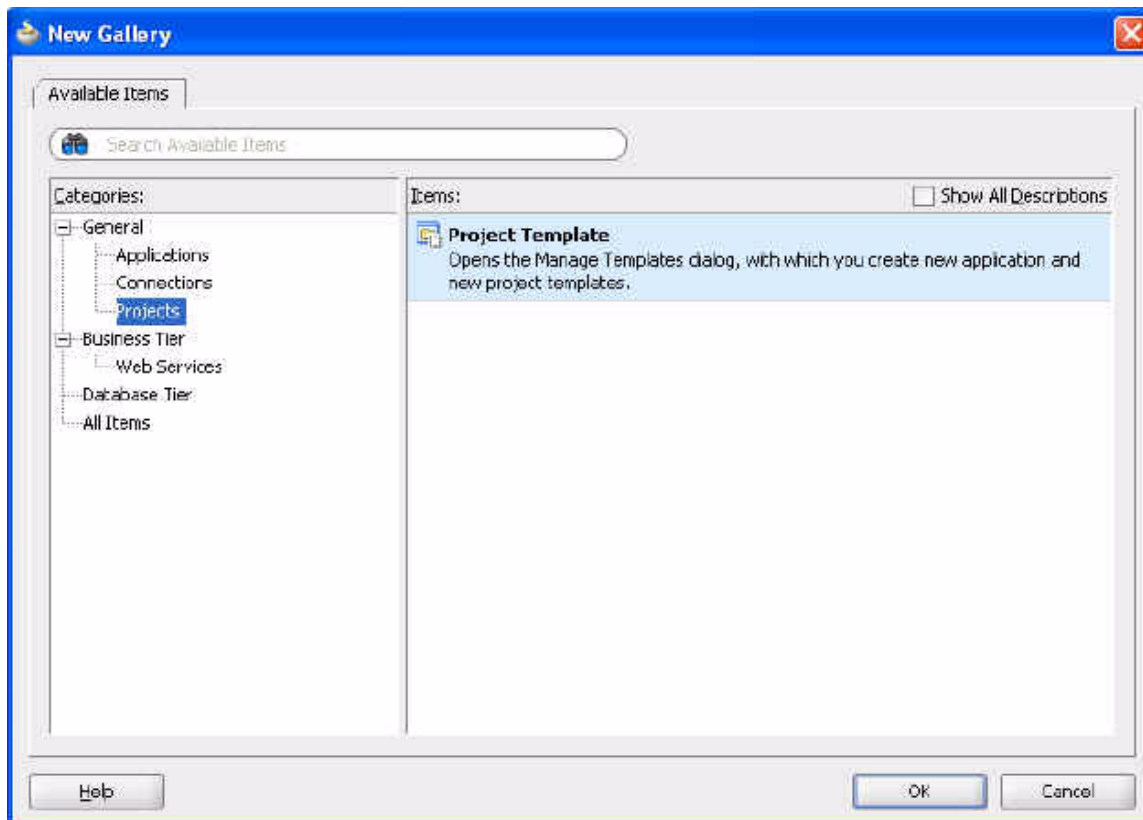 New Gallery
Available Items
Search Available Items
Categories:
General
Applications
Connections
Projects
Business Tier
Web Services
Database Tier
All Items
Items:
Show All Descriptions
Project Template
Opens the Manage Templates dialog, with which you create new application and
new project templates.
Help
OK
Cancel